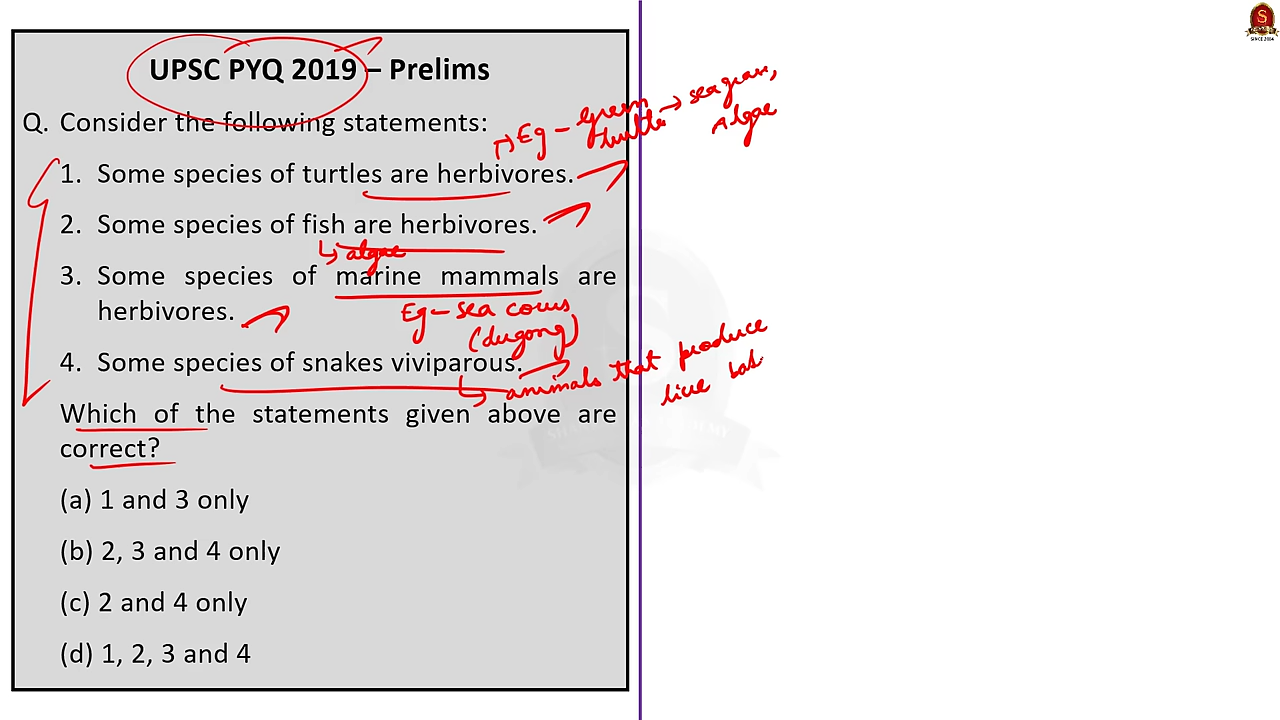 UPSC PYQ 2019 – Prelims
Q. Consider the following statements:
↳ Eg – green turtle → sea grass,
Algae
1. Some species of turtles are herbivores.
2. Some species of fish are herbivores.
↳ algae
3. Some species of marine mammals are
herbivores.
Eg – sea cows
(dugong)
4. Some species of snakes viviparous.
↳ animals that produce
live
Which of the statements given above are
correct?
(a) 1 and 3 only
(b) 2, 3 and 4 only
(c) 2 and 4 only
(d) 1, 2, 3 and 4
S
SINCE 2004